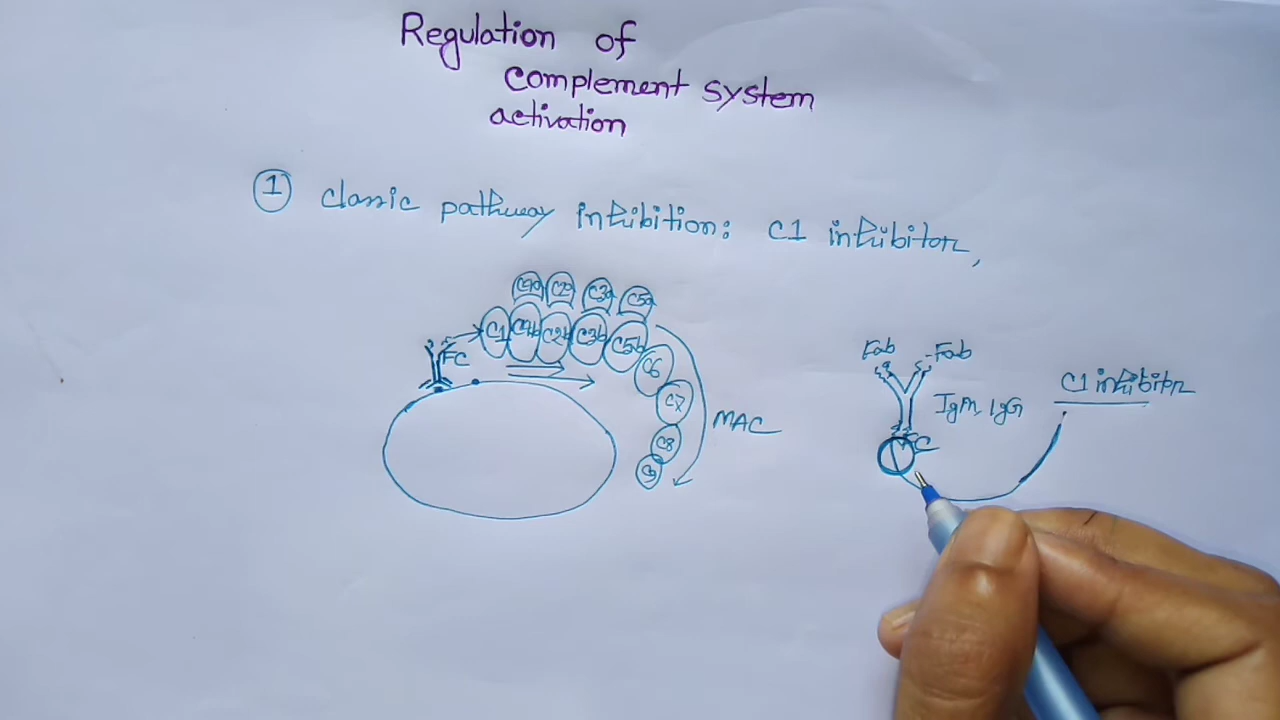 Regulation of
complement system
activation
① classic pathway inhibition: C1 inhibitor,
C4a C2a C3a C5a
C1 C4b C2b C3b C5b
C6
C7
C8
C9
FC
MAC
Fab Fab
IgM, IgG
FC
C1 inhibitor